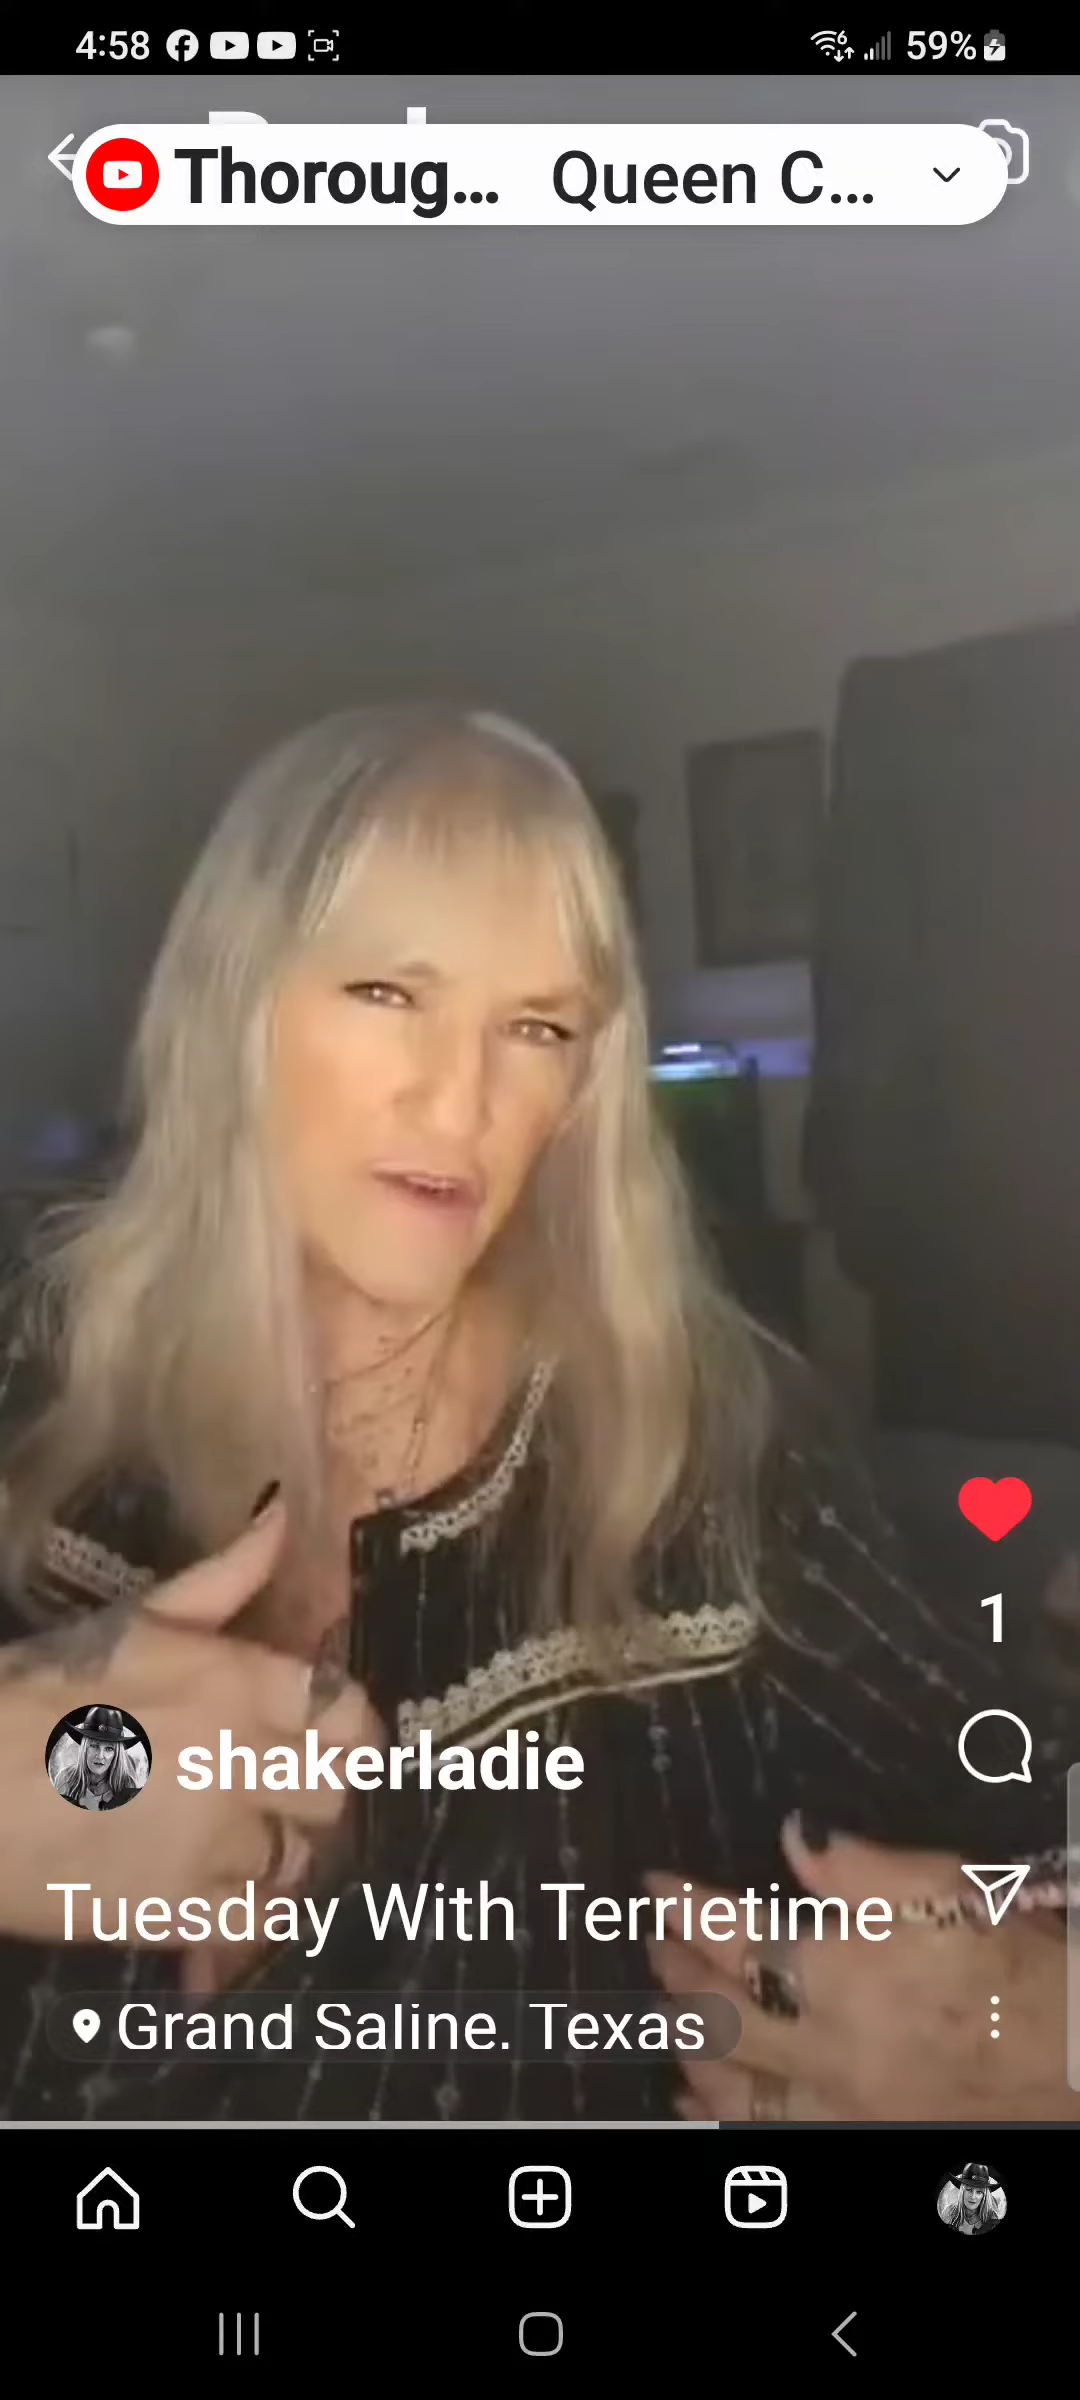 4:58
59%
Thoroug... Queen C...
1
shakerladie
Tuesday With Terrietime
Grand Saline. Texas